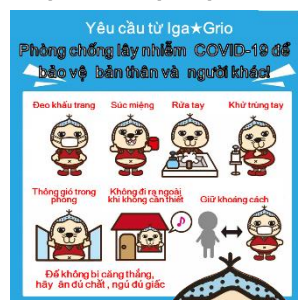 Yêu cầu từ Iga★Grio
Phòng chống lây nhiễm COVID-19 để
bảo vệ bản thân và người khác!
Đeo khẩu trang Súc miệng Rửa tay Khử trùng tay
Thông gió trong
phòng
Không đi ra ngoài
khi không cần thiết
Giữ khoảng cách
Để không bị căng thẳng,
hãy ăn đủ chất, ngủ đủ giấc